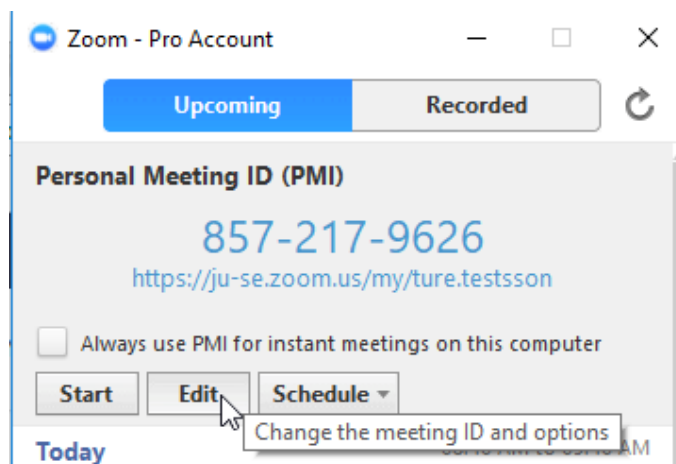 Zoom - Pro Account
Upcoming Recorded
Personal Meeting ID (PMI)
857-217-9626
https://ju-se.zoom.us/my/ture.testsson
Always use PMI for instant meetings on this computer
Start Edit Schedule
Change the meeting ID and options
Today AM